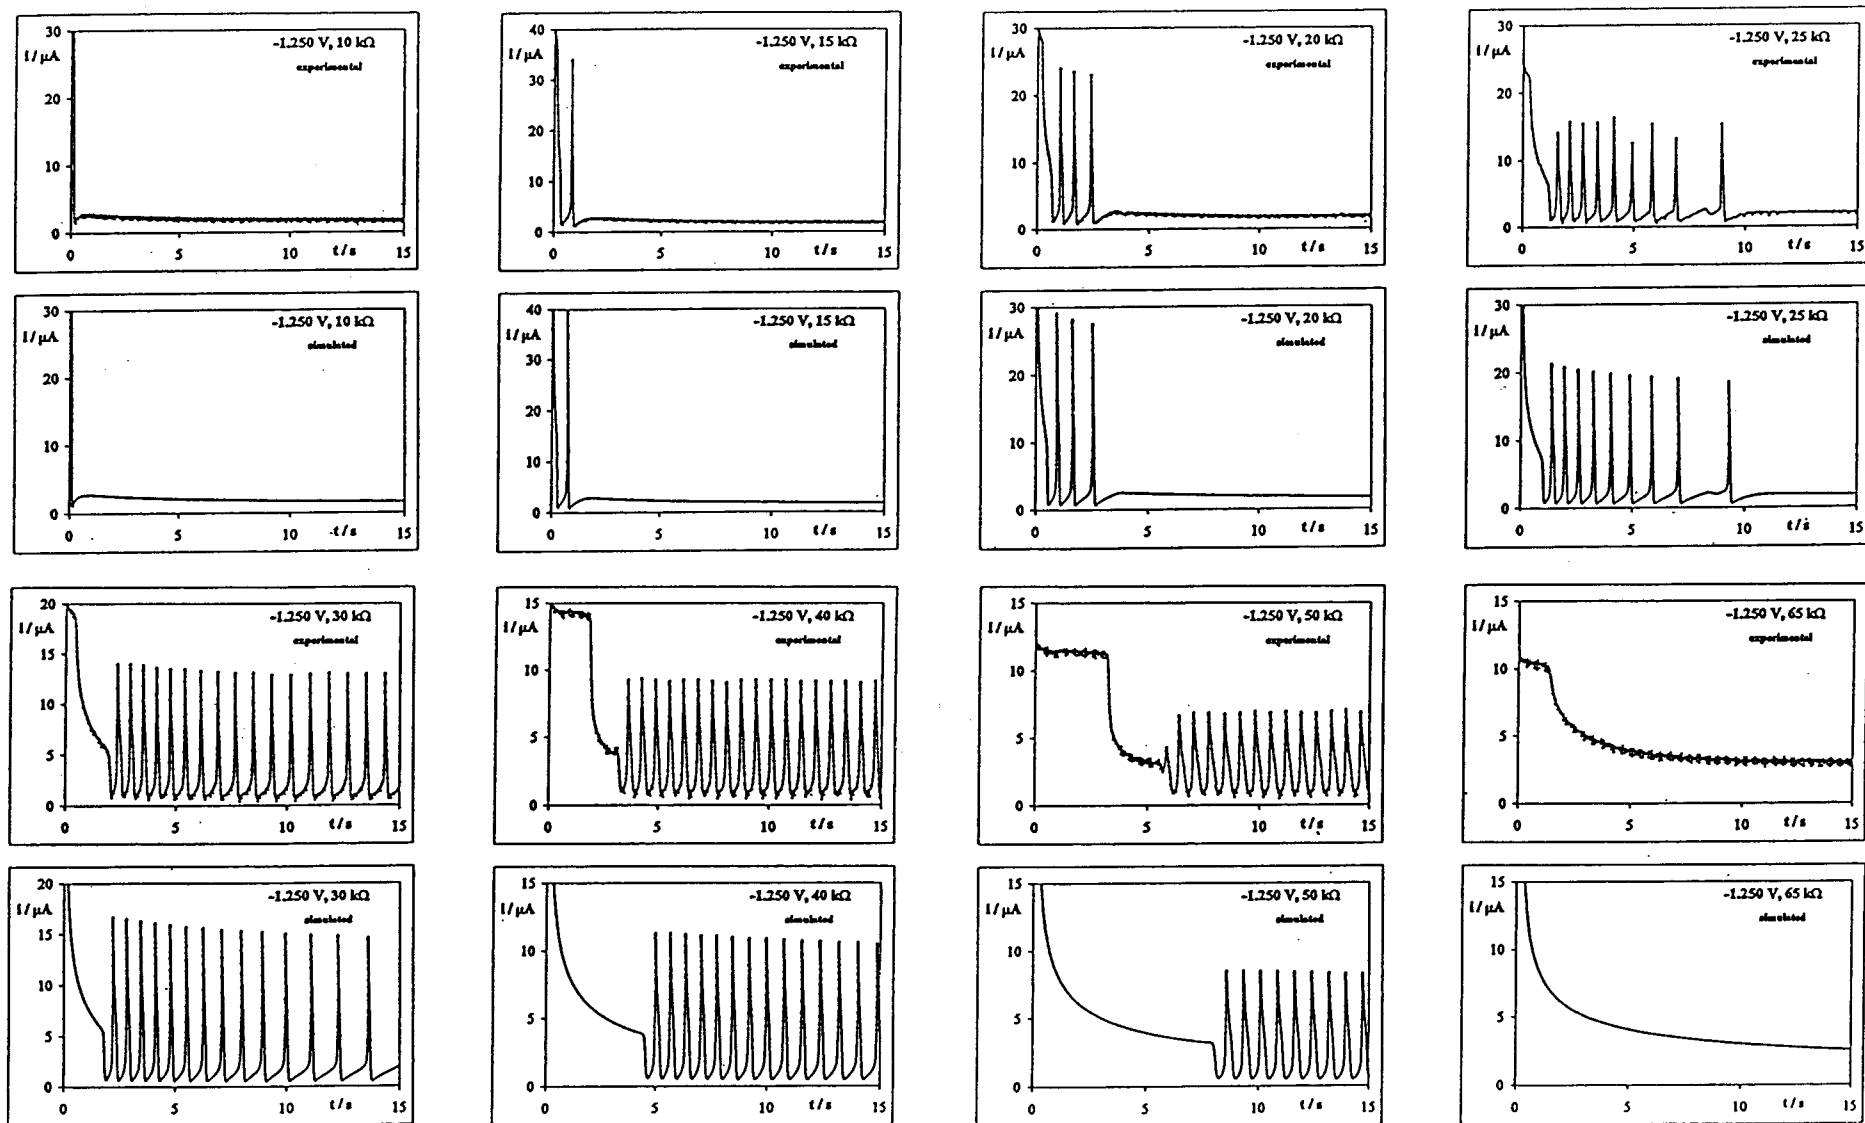 -1.250 V, 10 kΩ
experimental
i / µA
30
20
10
0
0 5 10 15
t / s
-1.250 V, 15 kΩ
experimental
i / µA
40
30
20
10
0
0 5 10 15
t / s
-1.250 V, 20 kΩ
experimental
i / µA
30
20
10
0
0 5 10 15
t / s
-1.250 V, 25 kΩ
experimental
i / µA
30
20
10
0
0 5 10 15
t / s
-1.250 V, 10 kΩ
simulated
i / µA
30
20
10
0
0 5 10 15
t / s
-1.250 V, 15 kΩ
simulated
i / µA
40
30
20
10
0
0 5 10 15
t / s
-1.250 V, 20 kΩ
simulated
i / µA
30
20
10
0
0 5 10 15
t / s
-1.250 V, 25 kΩ
simulated
i / µA
30
20
10
0
0 5 10 15
t / s
-1.250 V, 30 kΩ
experimental
i / µA
20
15
10
5
0
0 5 10 15
t / s
-1.250 V, 40 kΩ
experimental
i / µA
15
10
5
0
0 5 10 15
t / s
-1.250 V, 50 kΩ
experimental
i / µA
15
10
5
0
0 5 10 15
t / s
-1.250 V, 65 kΩ
experimental
i / µA
15
10
5
0
0 5 10 15
t / s
-1.250 V, 30 kΩ
simulated
i / µA
20
15
10
5
0
0 5 10 15
t / s
-1.250 V, 40 kΩ
simulated
i / µA
15
10
5
0
0 5 10 15
t / s
-1.250 V, 50 kΩ
simulated
i / µA
15
10
5
0
0 5 10 15
t / s
-1.250 V, 65 kΩ
simulated
i / µA
15
10
5
0
0 5 10 15
t / s